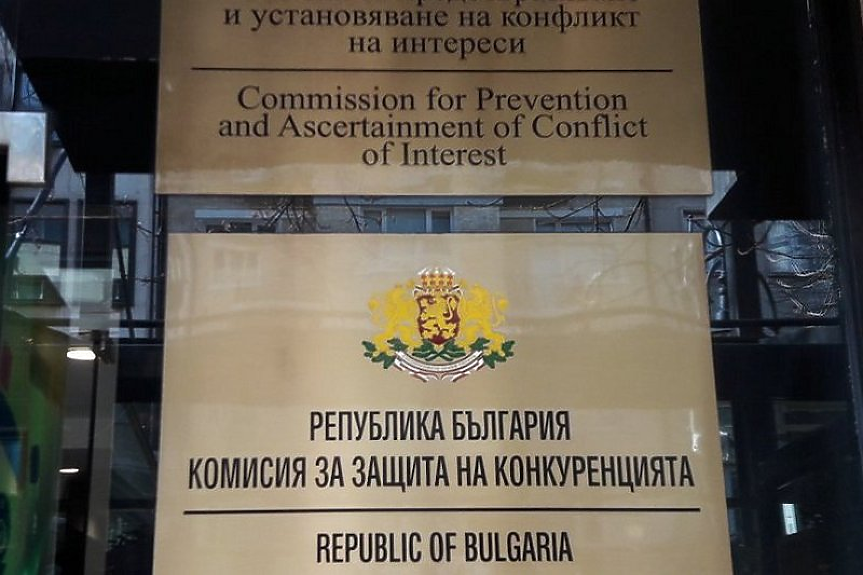 и установяване на конфликт
на интереси
Commission for Prevention
and Ascertainment of Conflict
of Interest
РЕПУБЛИКА БЪЛГАРИЯ
КОМИСИЯ ЗА ЗАЩИТА НА КОНКУРЕНЦИЯТА
REPUBLIC OF BULGARIA